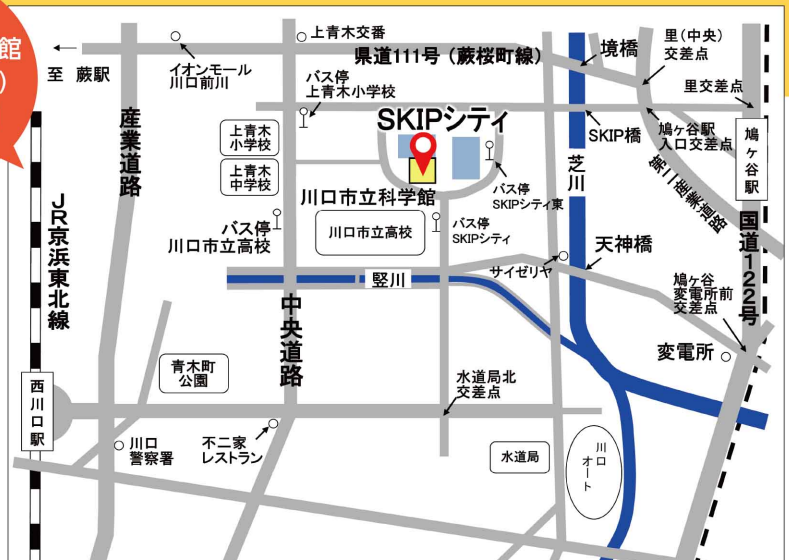 館
)
至 蕨駅
イオンモール
川口前川
上青木交番
県道111号 (蕨桜町線)
境橋
里(中央)
交差点
里交差点
バス停
上青木小学校
産業道路
上青木
小学校
上青木
中学校
SKIPシティ
SKIP橋
鳩ヶ谷駅
入口交差点
鳩ヶ谷駅
芝川
第二産業道路
バス停
SKIPシティ東
川口市立科学館
JR京浜東北線
バス停
川口市立高校
川口市立高校
バス停
SKIPシティ
サイゼリヤ
天神橋
国道122号
竪川
鳩ヶ谷
変電所前
交差点
中央道路
青木町
公園
変電所
西川口駅
水道局北
交差点
川口
警察署
不二家
レストラン
水道局
川口
オート